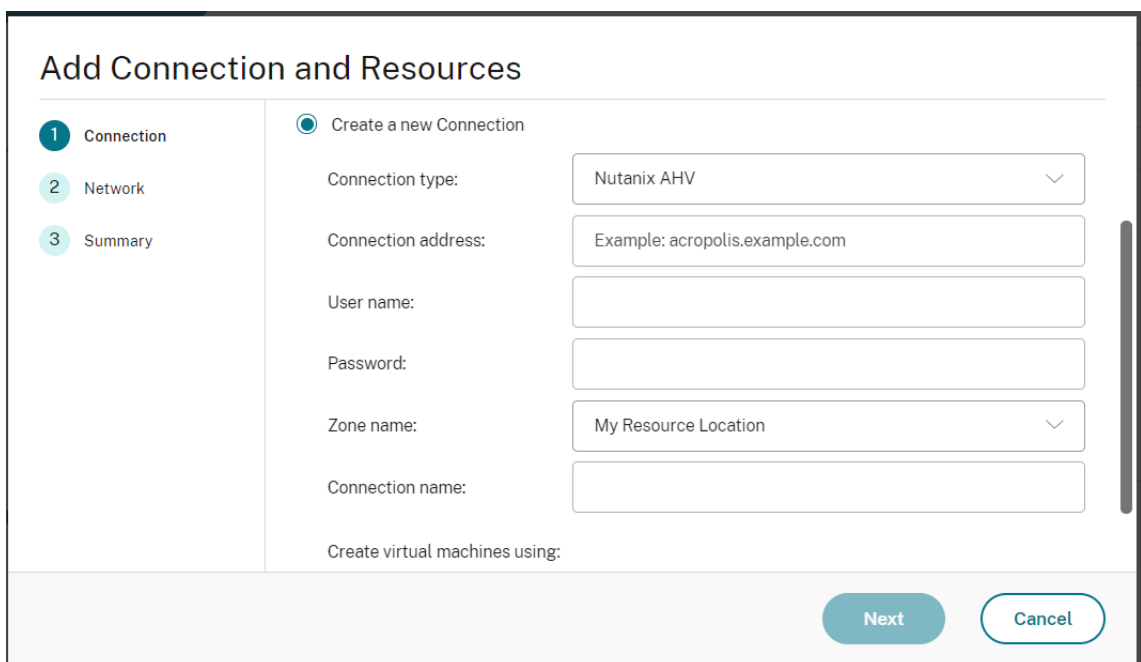 Add Connection and Resources
1 Connection
2 Network
3 Summary
Create a new Connection
Connection type: Nutanix AHV
Connection address: Example: acropolis.example.com
User name:
Password:
Zone name: My Resource Location
Connection name:
Create virtual machines using:
Next Cancel